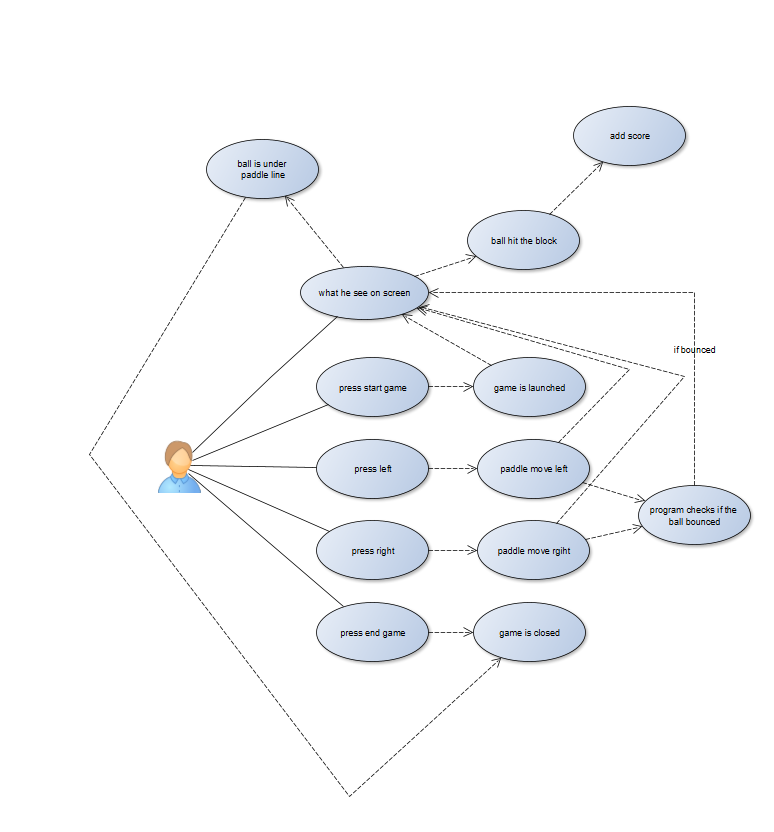 add score
ball is under
paddle line
ball hit the block
what he see on screen
if bounced
press start game
game is launched
press left
paddle move left
program checks if the
ball bounced
press right
paddle move rgiht
press end game
game is closed